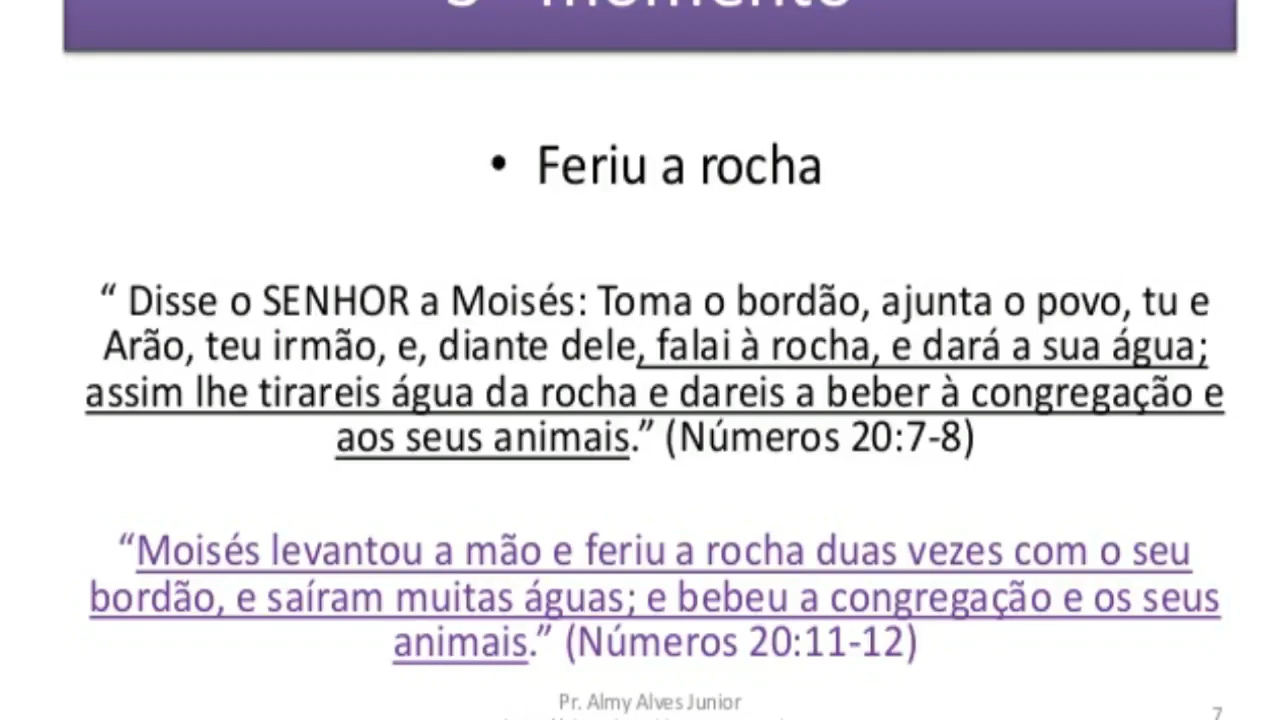 momento
• Feriu a rocha
“ Disse o SENHOR a Moisés: Toma o bordão, ajunta o povo, tu e
Arão, teu irmão, e, diante dele, falai à rocha, e dará a sua água;
assim lhe tirareis água da rocha e dareis a beber à congregação e
aos seus animais.” (Números 20:7-8)
“Moisés levantou a mão e feriu a rocha duas vezes com o seu
bordão, e saíram muitas águas; e bebeu a congregação e os seus
animais.” (Números 20:11-12)
Pr. Almy Alves Junior
7